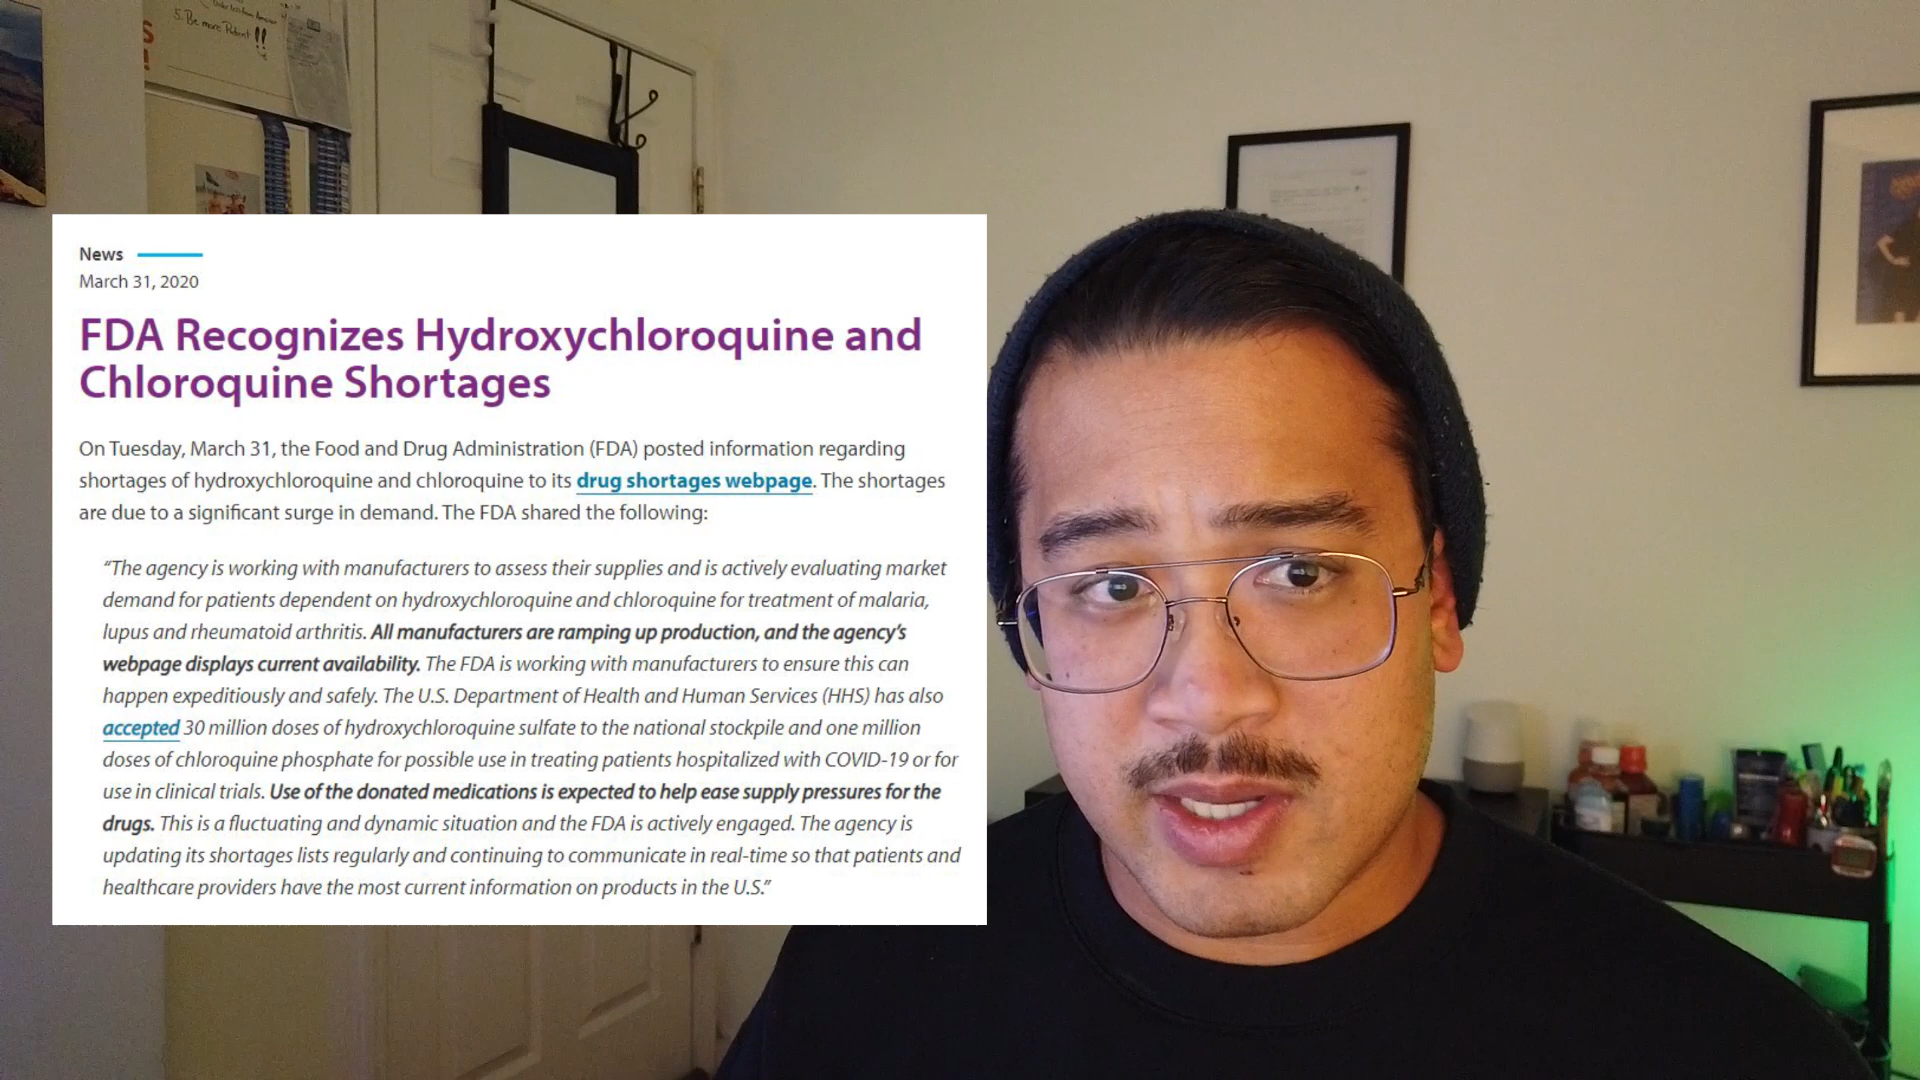 5. Be more Patient !!
News
March 31, 2020
FDA Recognizes Hydroxychloroquine and
Chloroquine Shortages
On Tuesday, March 31, the Food and Drug Administration (FDA) posted information regarding
shortages of hydroxychloroquine and chloroquine to its drug shortages webpage. The shortages
are due to a significant surge in demand. The FDA shared the following:
“The agency is working with manufacturers to assess their supplies and is actively evaluating market
demand for patients dependent on hydroxychloroquine and chloroquine for treatment of malaria,
lupus and rheumatoid arthritis. All manufacturers are ramping up production, and the agency’s
webpage displays current availability. The FDA is working with manufacturers to ensure this can
happen expeditiously and safely. The U.S. Department of Health and Human Services (HHS) has also
accepted 30 million doses of hydroxychloroquine sulfate to the national stockpile and one million
doses of chloroquine phosphate for possible use in treating patients hospitalized with COVID-19 or for
use in clinical trials. Use of the donated medications is expected to help ease supply pressures for the
drugs. This is a fluctuating and dynamic situation and the FDA is actively engaged. The agency is
updating its shortages lists regularly and continuing to communicate in real-time so that patients and
healthcare providers have the most current information on products in the U.S.”